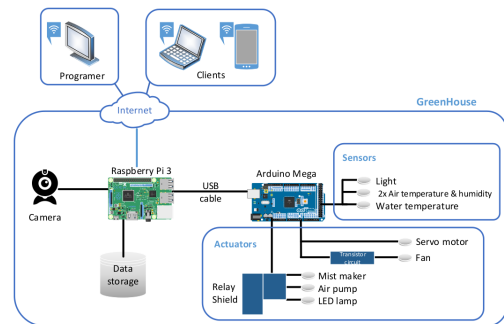 Programer
Clients
Internet
GreenHouse
Sensors
Raspberry Pi 3
Arduino Mega
Light
2x Air temperature & humidity
Water temperature
USB
cable
Camera
Actuators
Servo motor
Transistor
circuit
Fan
Data
storage
Relay
Shield
Mist maker
Air pump
LED lamp